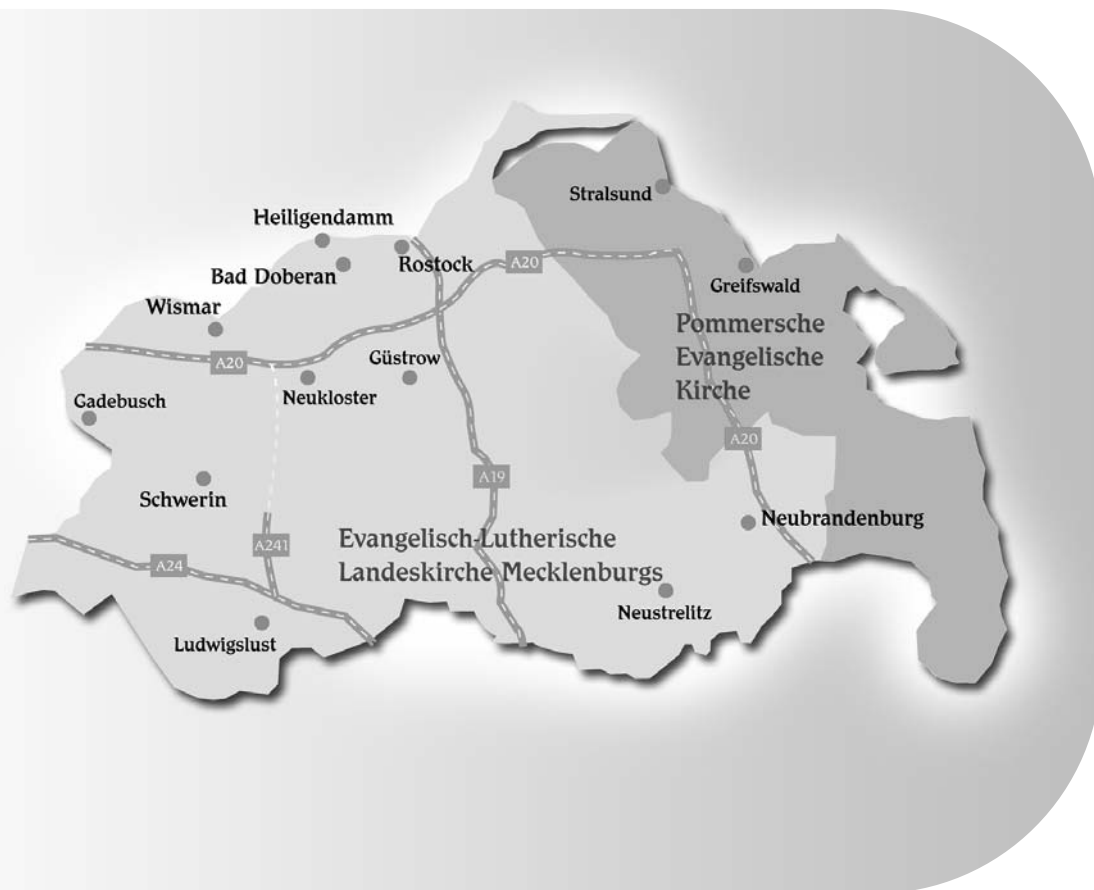 Stralsund
Heiligendamm
Rostock
A20
Bad Doberan
Greifswald
Wismar
Pommersche
Evangelische
Kirche
A20
Güstrow
Neukloster
Gadebusch
A20
A19
Schwerin
Neubrandenburg
A241
Evangelisch-Lutherische
Landeskirche Mecklenburgs
A24
Neustrelitz
Ludwigslust